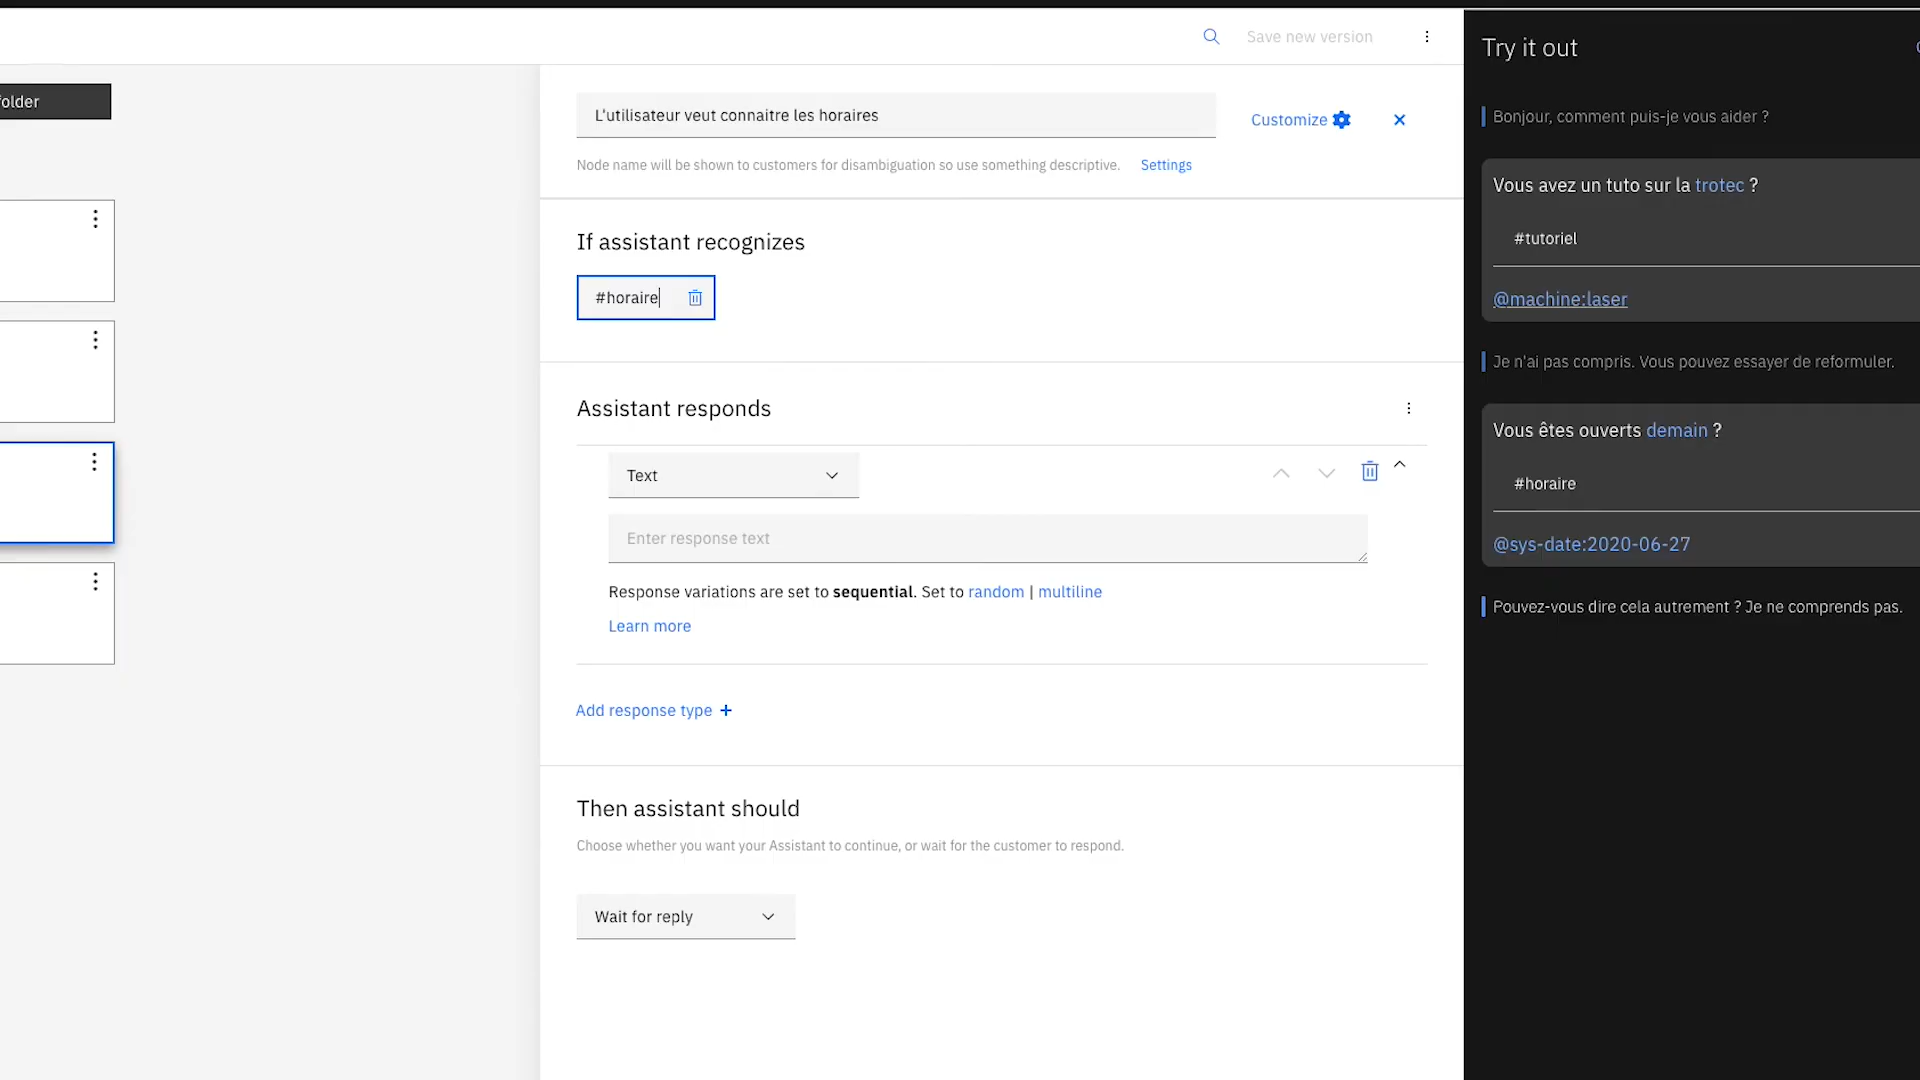 Save new version
older
L'utilisateur veut connaitre les horaires
Customize
Node name will be shown to customers for disambiguation so use something descriptive. Settings
If assistant recognizes
#horaire
Assistant responds
Text
Enter response text
Response variations are set to sequential. Set to random | multiline
Learn more
Add response type +
Then assistant should
Choose whether you want your Assistant to continue, or wait for the customer to respond.
Wait for reply
Try it out
Bonjour, comment puis-je vous aider ?
Vous avez un tuto sur la trotec ?
#tutoriel
@machine:laser
Je n'ai pas compris. Vous pouvez essayer de reformuler.
Vous êtes ouverts demain ?
#horaire
@sys-date:2020-06-27
Pouvez-vous dire cela autrement ? Je ne comprends pas.